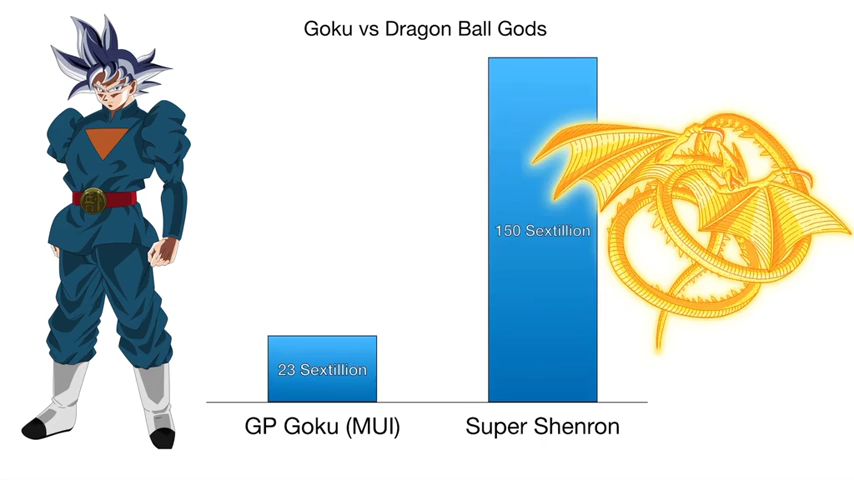 Goku vs Dragon Ball Gods
150 Sextillion
23 Sextillion
GP Goku (MUI)
Super Shenron